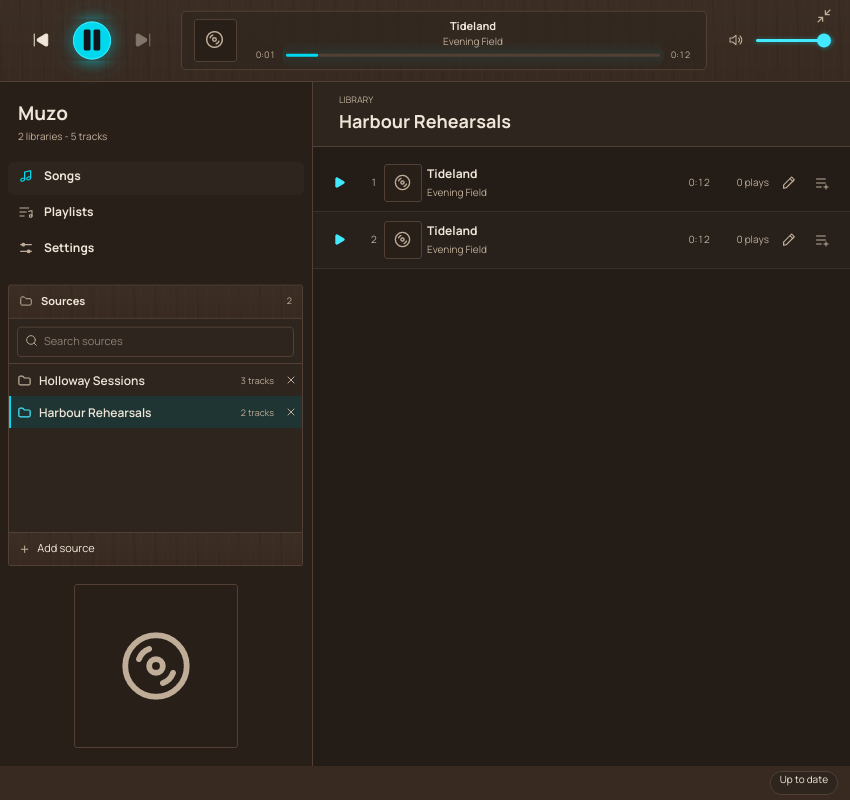 Tideland
Evening Field
0:01
0:12
Muzo
2 libraries - 5 tracks
Songs
Playlists
Settings
Sources
2
Search sources
Holloway Sessions
3 tracks
Harbour Rehearsals
2 tracks
Add source
LIBRARY
Harbour Rehearsals
1
Tideland
Evening Field
0:12
0 plays
2
Tideland
Evening Field
0:12
0 plays
Up to date